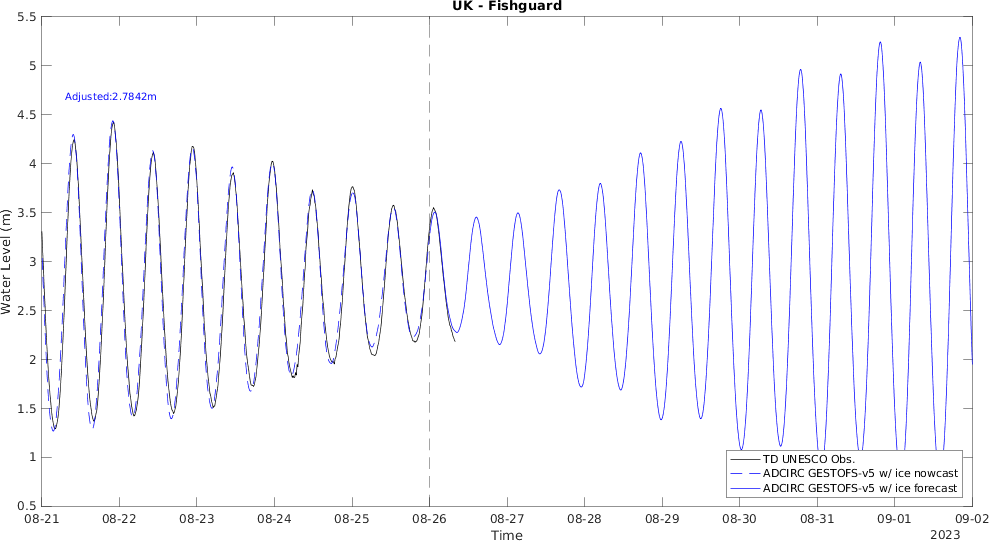 UK - Fishguard
5.5
5
4.5
4
3.5
3
2.5
2
1.5
1
0.5
Water Level (m)
Adjusted:2.7842m
TD UNESCO Obs.
ADCIRC GESTOFS-v5 w/ ice nowcast
ADCIRC GESTOFS-v5 w/ ice forecast
08-21 08-22 08-23 08-24 08-25 08-26 08-27 08-28 08-29 08-30 08-31 09-01 09-02
Time
2023